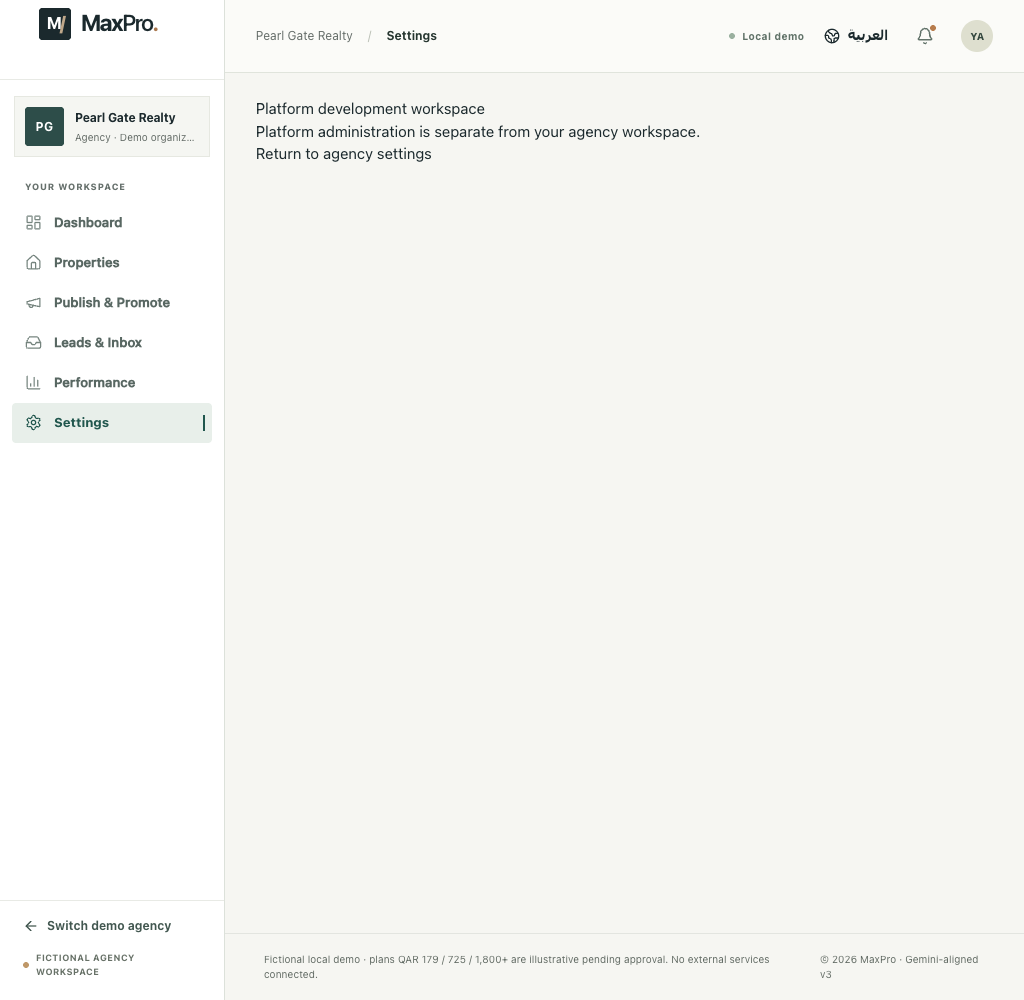 M/ MaxPro.
Pearl Gate Realty / Settings
Local demo
العربية
YA
PG
Pearl Gate Realty
Agency · Demo organiz...
YOUR WORKSPACE
Dashboard
Properties
Publish & Promote
Leads & Inbox
Performance
Settings
Platform development workspace
Platform administration is separate from your agency workspace.
Return to agency settings
Switch demo agency
FICTIONAL AGENCY
WORKSPACE
Fictional local demo · plans QAR 179 / 725 / 1,800+ are illustrative pending approval. No external services
connected.
© 2026 MaxPro · Gemini-aligned
v3